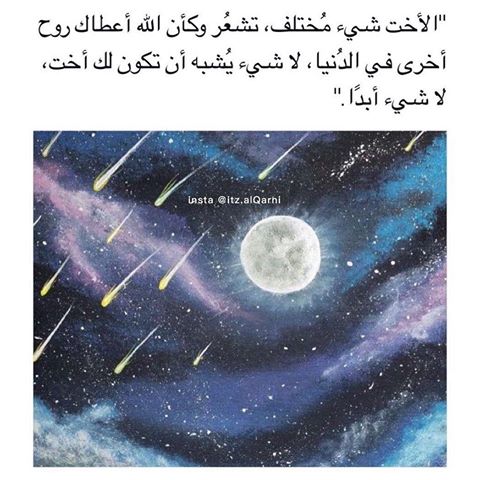 "الأخت شيء مُختلف، تشعُر وكأن الله أعطاك روح
أخرى في الدُنيا، لا شيء يُشبه أن تكون لك أخت،
لا شيء أبدًا."
insta @itz.alQarhi